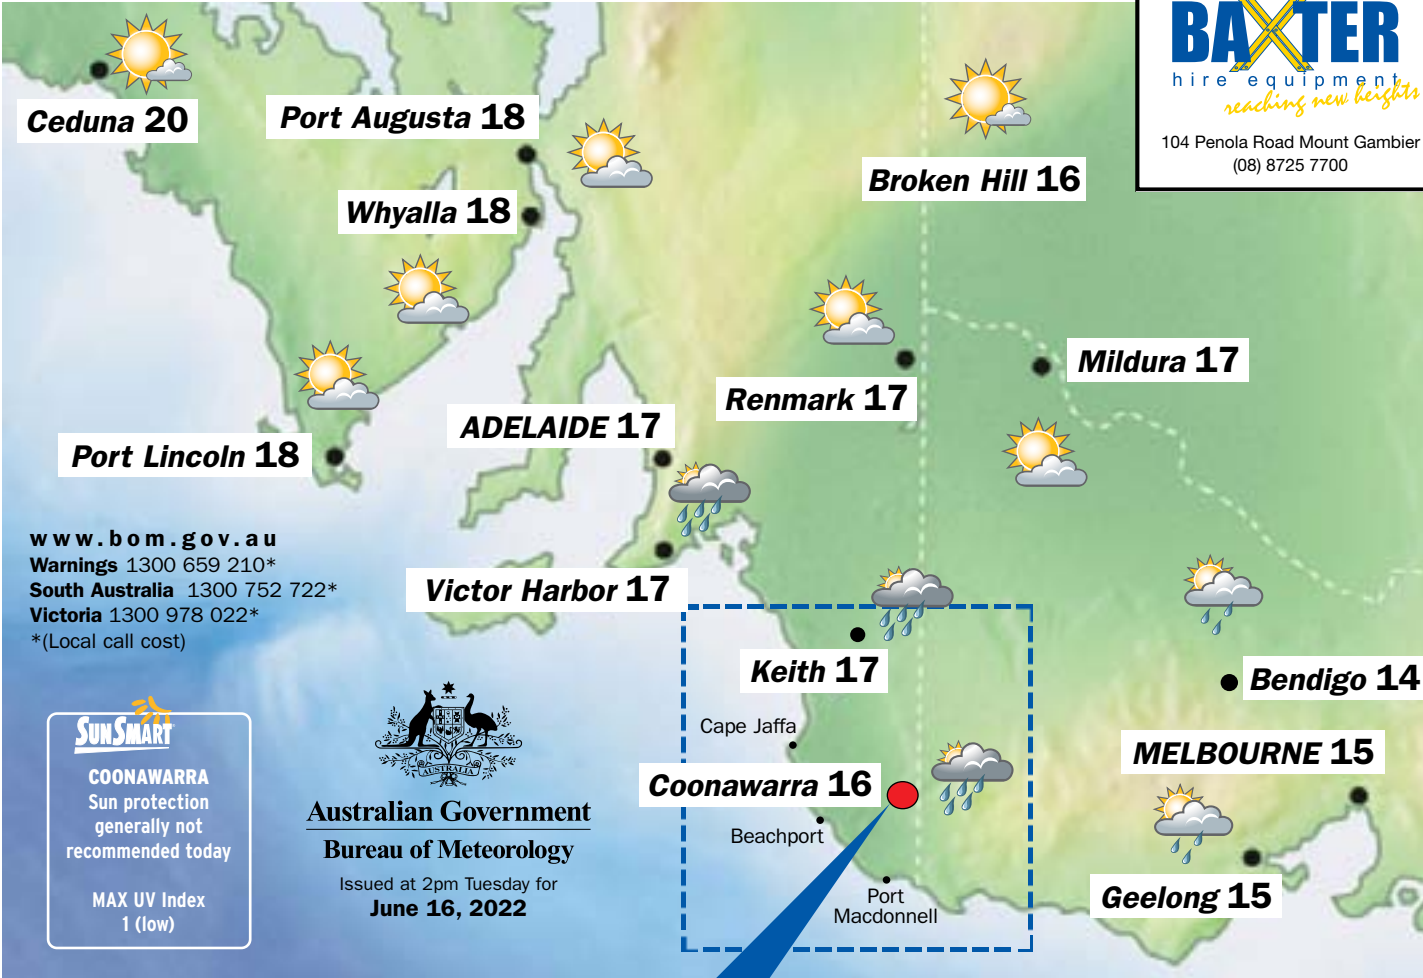 BAXTER
hire equipment
reaching new heights
104 Penola Road Mount Gambier
(08) 8725 7700
Ceduna 20
Port Augusta 18
Whyalla 18
Broken Hill 16
Renmark 17
Mildura 17
ADELAIDE 17
Port Lincoln 18
Victor Harbor 17
www.bom.gov.au
Warnings 1300 659 210*
South Australia 1300 752 722*
Victoria 1300 978 022*
*(Local call cost)
Keith 17
Bendigo 14
Cape Jaffa
MELBOURNE 15
Coonawarra 16
Beachport
Geelong 15
Port
Macdonnell
SUNSMART
COONAWARRA
Sun protection
generally not
recommended today
MAX UV Index
1 (low)
AUSTRALIA
Australian Government
Bureau of Meteorology
Issued at 2pm Tuesday for
June 16, 2022